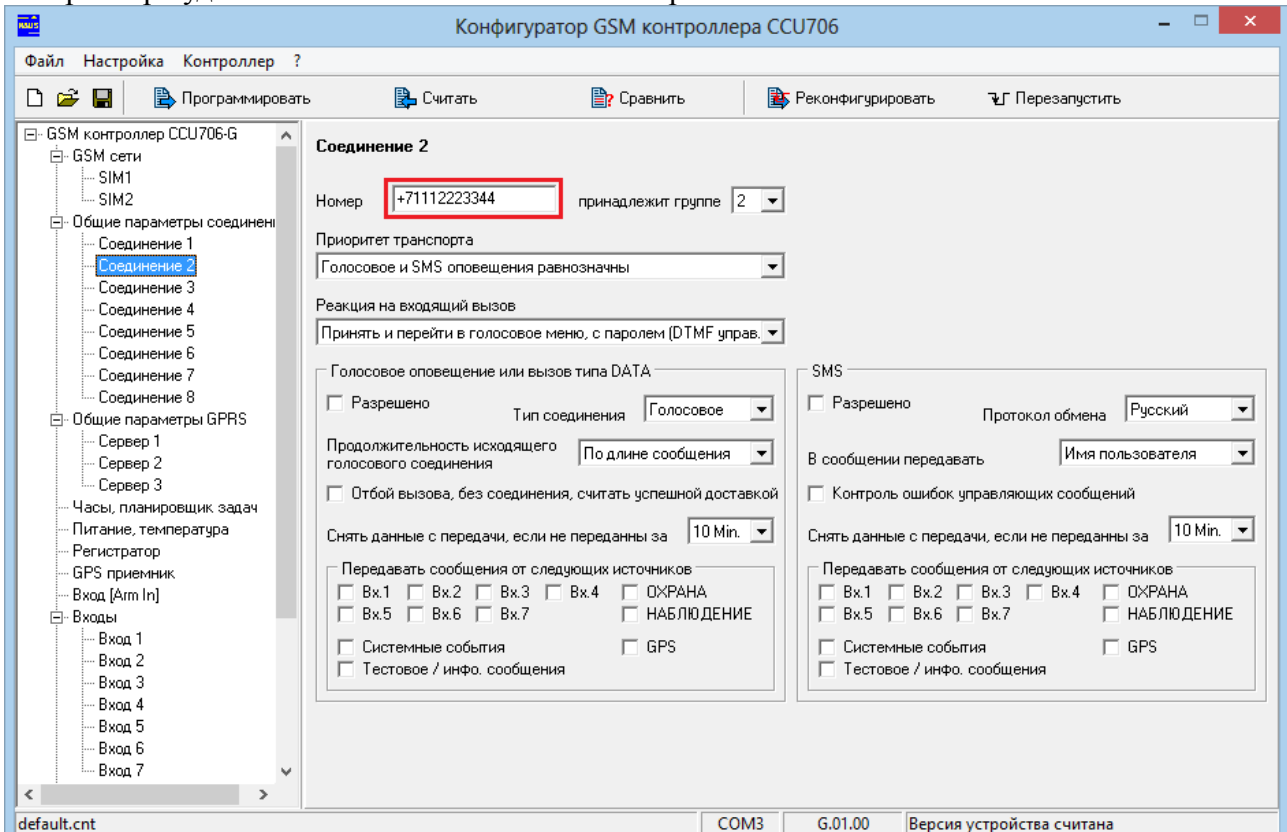 Конфигуратор GSM контроллера CCU706
Файл Настройка Контроллер ?
Программировать Считать Сравнить Реконфигурировать Перезапустить
GSM контроллер CCU706-G
GSM сети
SIM1
SIM2
Общие параметры соединени
Соединение 1
Соединение 2
Соединение 3
Соединение 4
Соединение 5
Соединение 6
Соединение 7
Соединение 8
Общие параметры GPRS
Сервер 1
Сервер 2
Сервер 3
Часы, планировщик задач
Питание, температура
Регистратор
GPS приемник
Вход [Arm In]
Входы
Вход 1
Вход 2
Вход 3
Вход 4
Вход 5
Вход 6
Вход 7
Соединение 2
Номер +71112223344 принадлежит группе 2
Приоритет транспорта
Голосовое и SMS оповещения равнозначны
Реакция на входящий вызов
Принять и перейти в голосовое меню, с паролем (DTMF управ.
Голосовое оповещение или вызов типа DATA
Разрешено Тип соединения Голосовое
Продолжительность исходящего
голосового соединения По длине сообщения
Отбой вызова, без соединения, считать успешной доставкой
Снять данные с передачи, если не переданны за 10 Min.
Передавать сообщения от следующих источников
Вх.1 Вх.2 Вх.3 Вх.4 ОХРАНА
Вх.5 Вх.6 Вх.7 НАБЛЮДЕНИЕ
Системные события GPS
Тестовое / инфо. сообщения
SMS
Разрешено Протокол обмена Русский
В сообщении передавать Имя пользователя
Контроль ошибок управляющих сообщений
Снять данные с передачи, если не переданны за 10 Min.
Передавать сообщения от следующих источников
Вх.1 Вх.2 Вх.3 Вх.4 ОХРАНА
Вх.5 Вх.6 Вх.7 НАБЛЮДЕНИЕ
Системные события GPS
Тестовое / инфо. сообщения
default.cnt COM3 G.01.00 Версия устройства считана